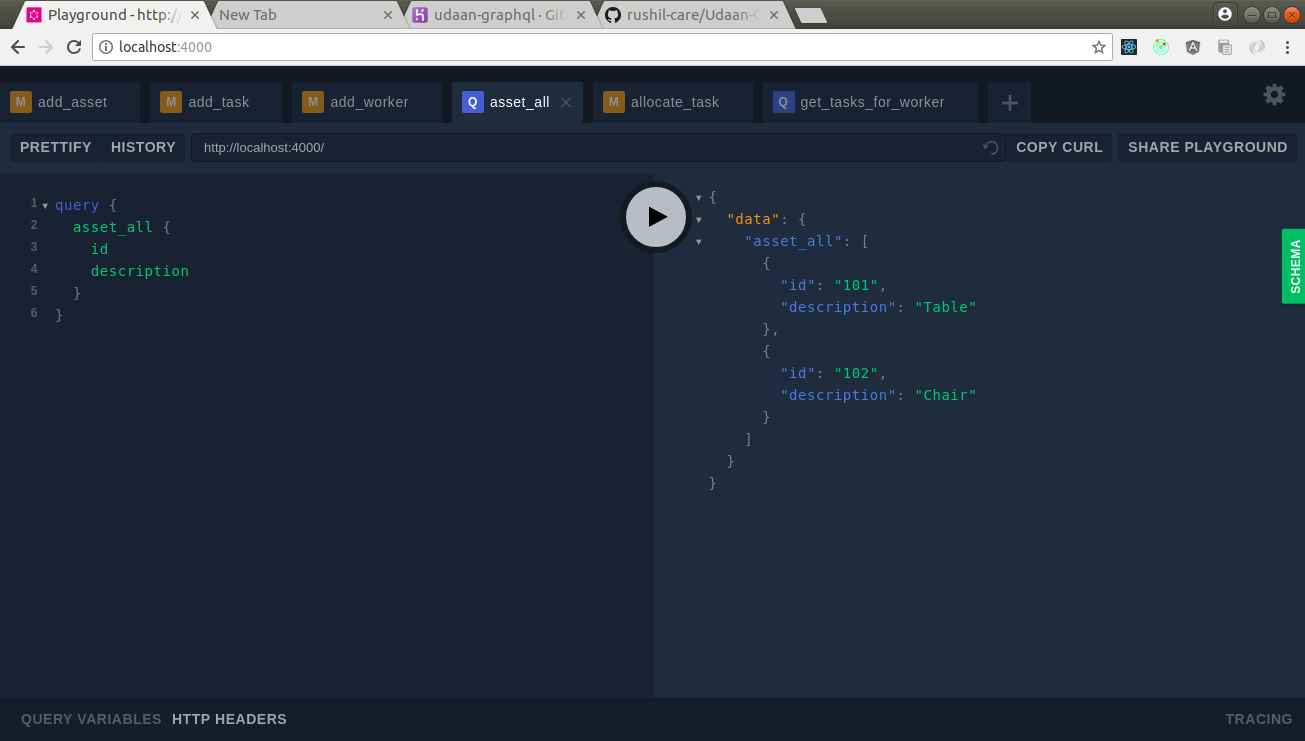 Playground - http:/
New Tab
udaan-graphql · Git
rushil-care/Udaan-G
localhost:4000
M add_asset
M add_task
M add_worker
Q asset_all
M allocate_task
Q get_tasks_for_worker
PRETTIFY HISTORY http://localhost:4000/ COPY CURL SHARE PLAYGROUND
1 query {
2 asset_all {
3 id
4 description
5 }
6 }
{
"data": {
"asset_all": [
{
"id": "101",
"description": "Table"
},
{
"id": "102",
"description": "Chair"
}
]
}
}
SCHEMA
QUERY VARIABLES HTTP HEADERS
TRACING